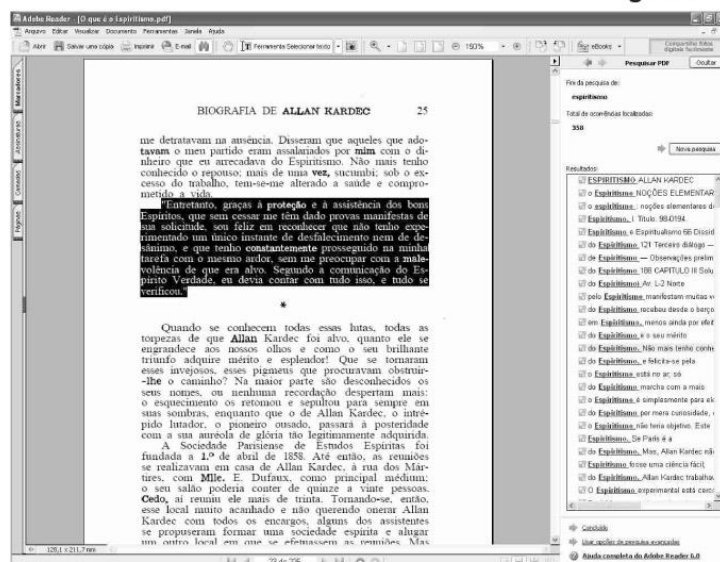 Adobe Reader - [O que é o Espiritismo.pdf]
Arquivo Editar Visualizar Documento Ferramentas Janela Ajuda
Abrir Salvar uma cópia Imprimir E-mail Ferramenta Selecionar texto 150% eBooks
Marcadores
Assinaturas
Camadas
Páginas
BIOGRAFIA DE ALLAN KARDEC 25
me detratavam na ausência. Disseram que aqueles que ado-
tavam o meu partido eram assalariados por mim com o di-
nheiro que eu arrecadava do Espiritismo. Não mais tenho
conhecido o repouso; mais de uma vez, sucumbi; sob o ex-
cesso do trabalho, tem-se-me alterado a saúde e compro-
metido a vida.
"Entretanto, graças à proteção e à assistência dos bons
Espíritos, que sem cessar me têm dado provas manifestas de
sua solicitude, sou feliz em reconhecer que não tenho expe-
rimentado um único instante de desfalecimento nem de de-
sânimo, e que tenho constantemente prosseguido na minha
tarefa com o mesmo ardor, sem me preocupar com a male-
volência de que era alvo. Segundo a comunicação do Es-
pírito Verdade, eu devia contar com tudo isso, e tudo se
verificou."
*
Quando se conhecem todas essas lutas, todas as
torpezas de que Allan Kardec foi alvo, quanto ele se
engrandece aos nossos olhos e como o seu brilhante
triunfo adquire mérito e esplendor! Que se tornaram
esses invejosos, esses pigmeus que procuravam obstruir-
-lhe o caminho? Na maior parte são desconhecidos os
seus nomes, ou nenhuma recordação despertam mais:
o esquecimento os retomou e sepultou para sempre em
suas sombras, enquanto que o de Allan Kardec, o intré-
pido lutador, o pioneiro ousado, passará à posteridade
com a sua auréola de glória tão legitimamente adquirida.
A Sociedade Parisiense de Estudos Espíritas foi
fundada a 1.º de abril de 1858. Até então, as reuniões
se realizavam em casa de Allan Kardec, à rua dos Már-
tires, com Mlle. E. Dufaux, como principal médium;
o seu salão poderia conter de quinze a vinte pessoas.
Cedo, aí reuniu ele mais de trinta. Tornando-se, então,
esse local muito acanhado e não querendo onerar Allan
Kardec com todos os encargos, alguns dos assistentes
se propuseram formar uma sociedade espírita e alugar
um outro local em que se efetuassem as reuniões. Mas
128,1 x 211,7 mm
Compartilhe fotos
digitais facilmente
Pesquisar PDF Ocultar
Fim da pesquisa de:
espiritismo
Total de ocorrências localizadas:
350
Nova pesquisa
Resultados:
ESPIRITISMO ALLAN KARDEC
o Espiritismo NOÇÕES ELEMENTAR
o espiritismo : noções elementares d
Espiritismo. I. Título. 98-0194.
Espiritismo e Espiritualismo 66 Dissid
do Espiritismo 121 Terceiro diálogo —
do Espiritismo — Observações prelim
do Espiritismo 188 CAPITULO III Solu
do Espiritismo Av. L-2 Norte
pelo Espiritismo manifestam muitas v
do Espiritismo recebeu desde o berço
em Espiritismo, menos ainda por efeit
do Espiritismo e o seu mérito
do Espiritismo. Não mais tenho conhe
do Espiritismo, e felicita-se pela
o Espiritismo está no ar; só
do Espiritismo marcha com a mais
o Espiritismo é simplesmente para ele
do Espiritismo por mera curiosidade,
o Espiritismo não teria objetivo. Este
do Espiritismo. Se Paris é a
do Espiritismo. Mas, Allan Kardec nã
o Espiritismo fosse uma ciência fácil;
do Espiritismo, Allan Kardec trabalhou
O Espiritismo experimental está cerca
Concluído
Usar opções de pesquisa avançadas
Ajuda completa do Adobe Reader 6.0